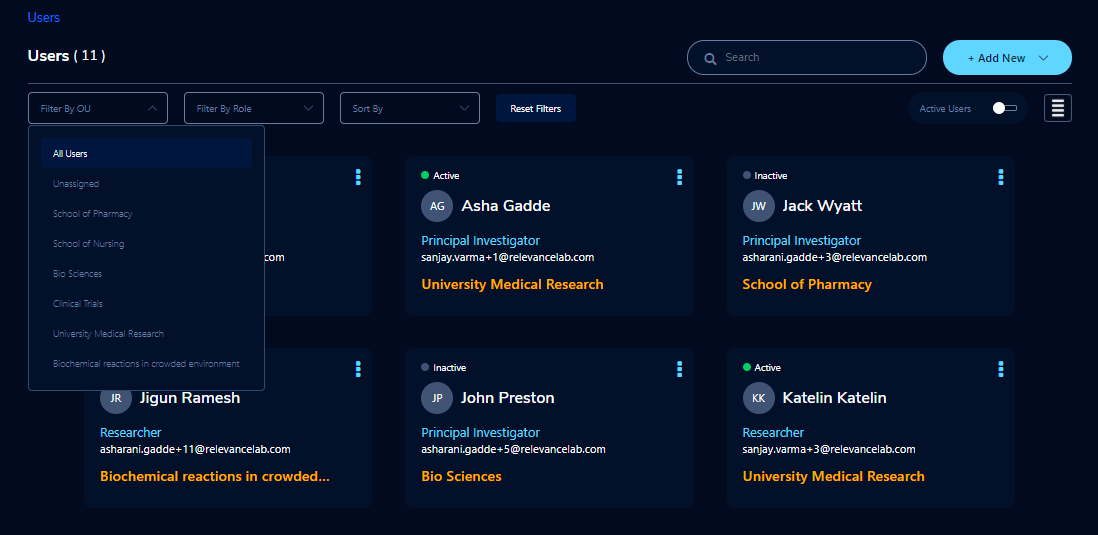 Users
Users ( 11 )
Search
+ Add New
Filter By OU
Filter By Role
Sort By
Reset Filters
Active Users
All Users
Unassigned
School of Pharmacy
School of Nursing
Bio Sciences
Clinical Trials
University Medical Research
Biochemical reactions in crowded environment
com
Active
AG
Asha Gadde
Principal Investigator
sanjay.varma+1@relevancelab.com
University Medical Research
Inactive
JW
Jack Wyatt
Principal Investigator
asharani.gadde+3@relevancelab.com
School of Pharmacy
JR
Jigun Ramesh
Researcher
asharani.gadde+11@relevancelab.com
Biochemical reactions in crowded...
Inactive
JP
John Preston
Principal Investigator
asharani.gadde+5@relevancelab.com
Bio Sciences
Active
KK
Katelin Katelin
Researcher
sanjay.varma+3@relevancelab.com
University Medical Research